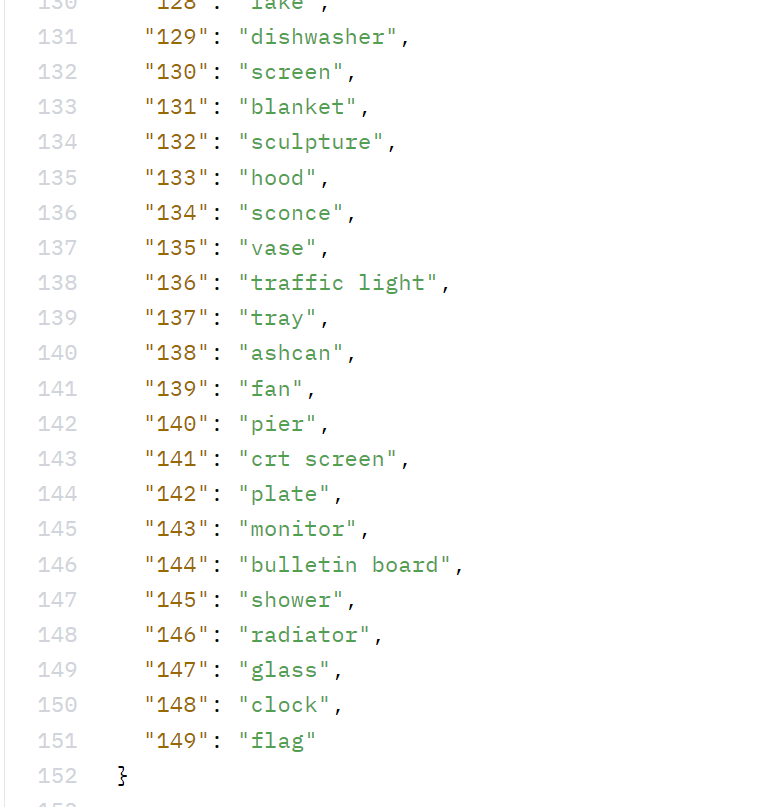 130 "128": "lake",
131 "129": "dishwasher",
132 "130": "screen",
133 "131": "blanket",
134 "132": "sculpture",
135 "133": "hood",
136 "134": "sconce",
137 "135": "vase",
138 "136": "traffic light",
139 "137": "tray",
140 "138": "ashcan",
141 "139": "fan",
142 "140": "pier",
143 "141": "crt screen",
144 "142": "plate",
145 "143": "monitor",
146 "144": "bulletin board",
147 "145": "shower",
148 "146": "radiator",
149 "147": "glass",
150 "148": "clock",
151 "149": "flag"
152 }